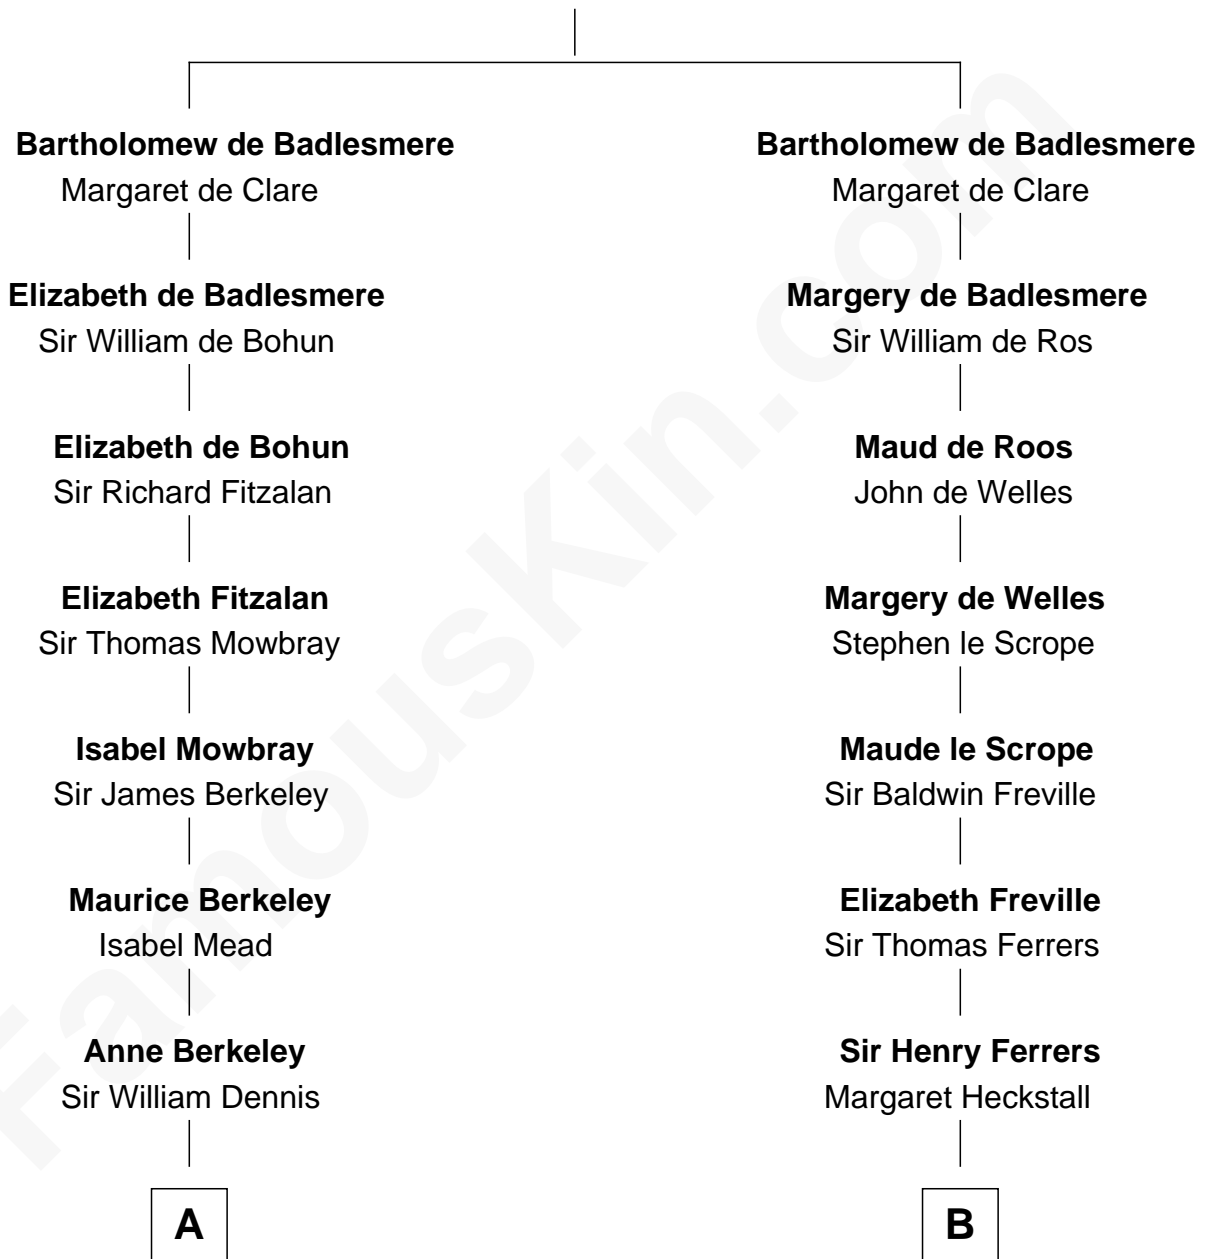 Bartholomew de Badlesmere
Margaret de Clare
Elizabeth de Badlesmere
Sir William de Bohun
Elizabeth de Bohun
Sir Richard Fitzalan
Elizabeth Fitzalan
Sir Thomas Mowbray
Isabel Mowbray
Sir James Berkeley
Maurice Berkeley
Isabel Mead
Anne Berkeley
Sir William Dennis
A
Bartholomew de Badlesmere
Margaret de Clare
Margery de Badlesmere
Sir William de Ros
Maud de Roos
John de Welles
Margery de Welles
Stephen le Scrope
Maude le Scrope
Sir Baldwin Freville
Elizabeth Freville
Sir Thomas Ferrers
Sir Henry Ferrers
Margaret Heckstall
B
FamousKin.com